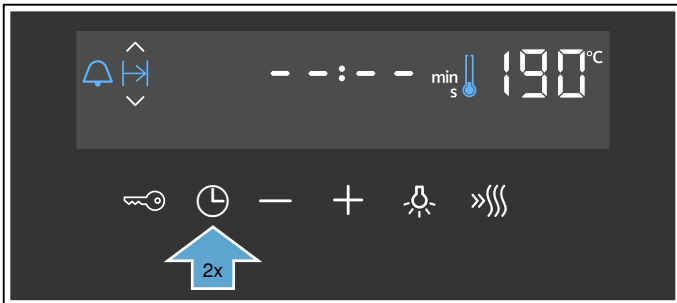 – –:– – min s 190 °C
2x